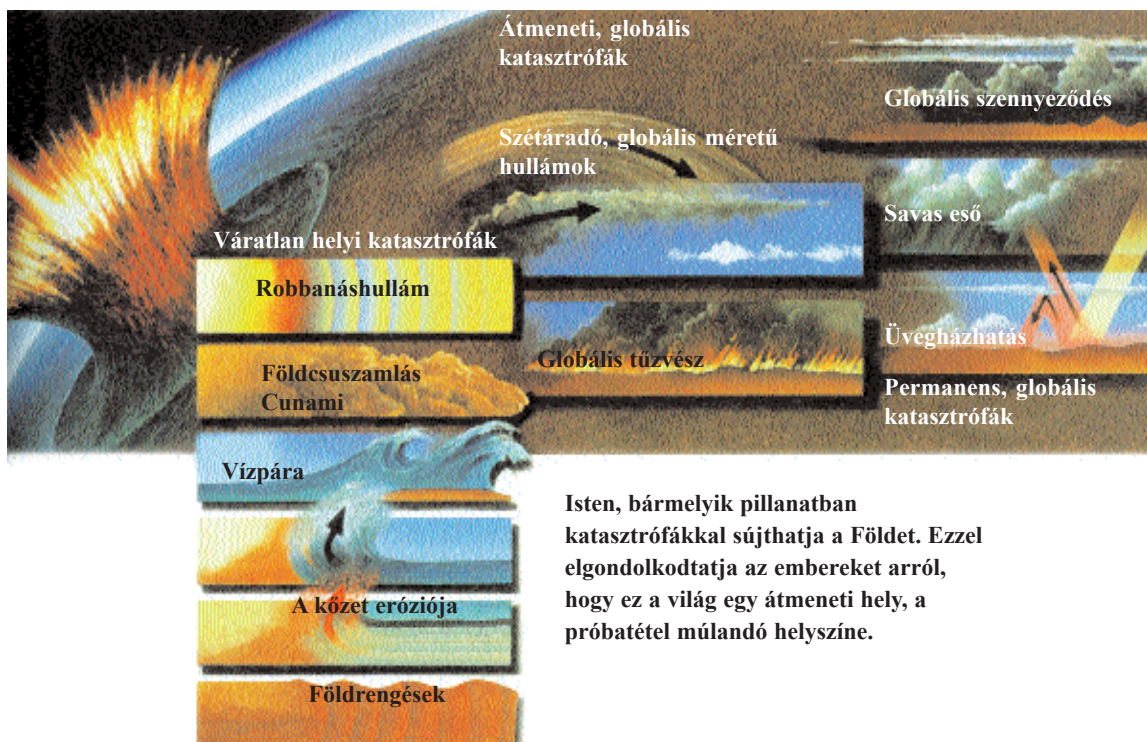 Átmeneti, globális
katasztrófák
Globális szennyeződés
Szétáradó, globális méretű
hullámok
Savas eső
Váratlan helyi katasztrófák
Robbanáshullám
Üvegházhatás
Globális tűzvész
Földcsuszamlás
Cunami
Permanens, globális
katasztrófák
Vízpára
Isten, bármelyik pillanatban
katasztrófákkal sújthatja a Földet. Ezzel
elgondolkodtatja az embereket arról,
hogy ez a világ egy átmeneti hely, a
próbatétel múlandó helyszíne.
A kőzet eróziója
Földrengések